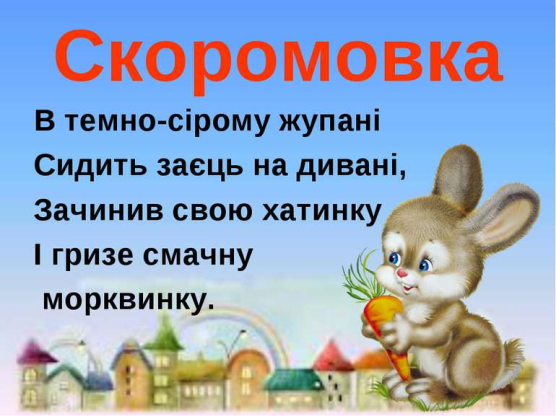 Скоромовка
В темно-сірому жупані
Сидить заєць на дивані,
Зачинив свою хатинку
І гризе смачну
морквинку.